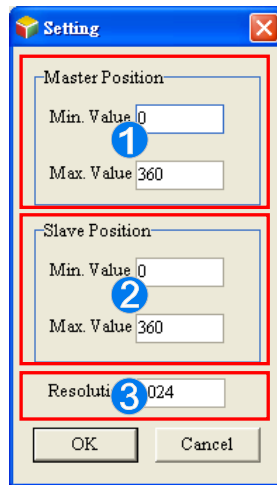 Setting
Master Position
Min. Value 0
1
Max. Value 360
Slave Position
Min. Value 0
2
Max. Value 360
3
024
OK Cancel